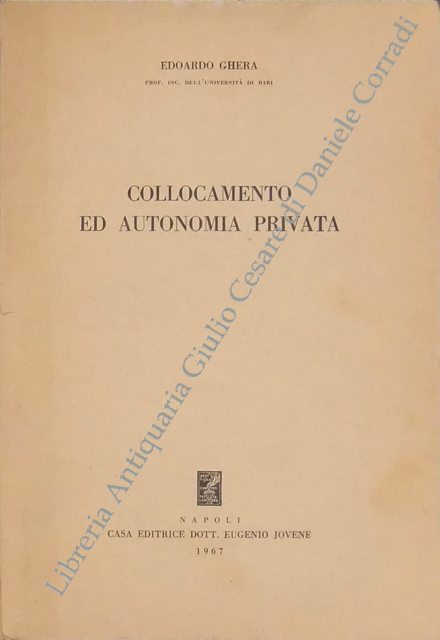 EDOARDO GHERA
PROF. INC. DELL'UNIVERSITÀ DI BARI
COLLOCAMENTO
ED AUTONOMIA PRIVATA
Libreria Antiquaria Giulio Cesare di Daniele Corradi
NAPOLI
CASA EDITRICE DOTT. EUGENIO JOVENE
1967